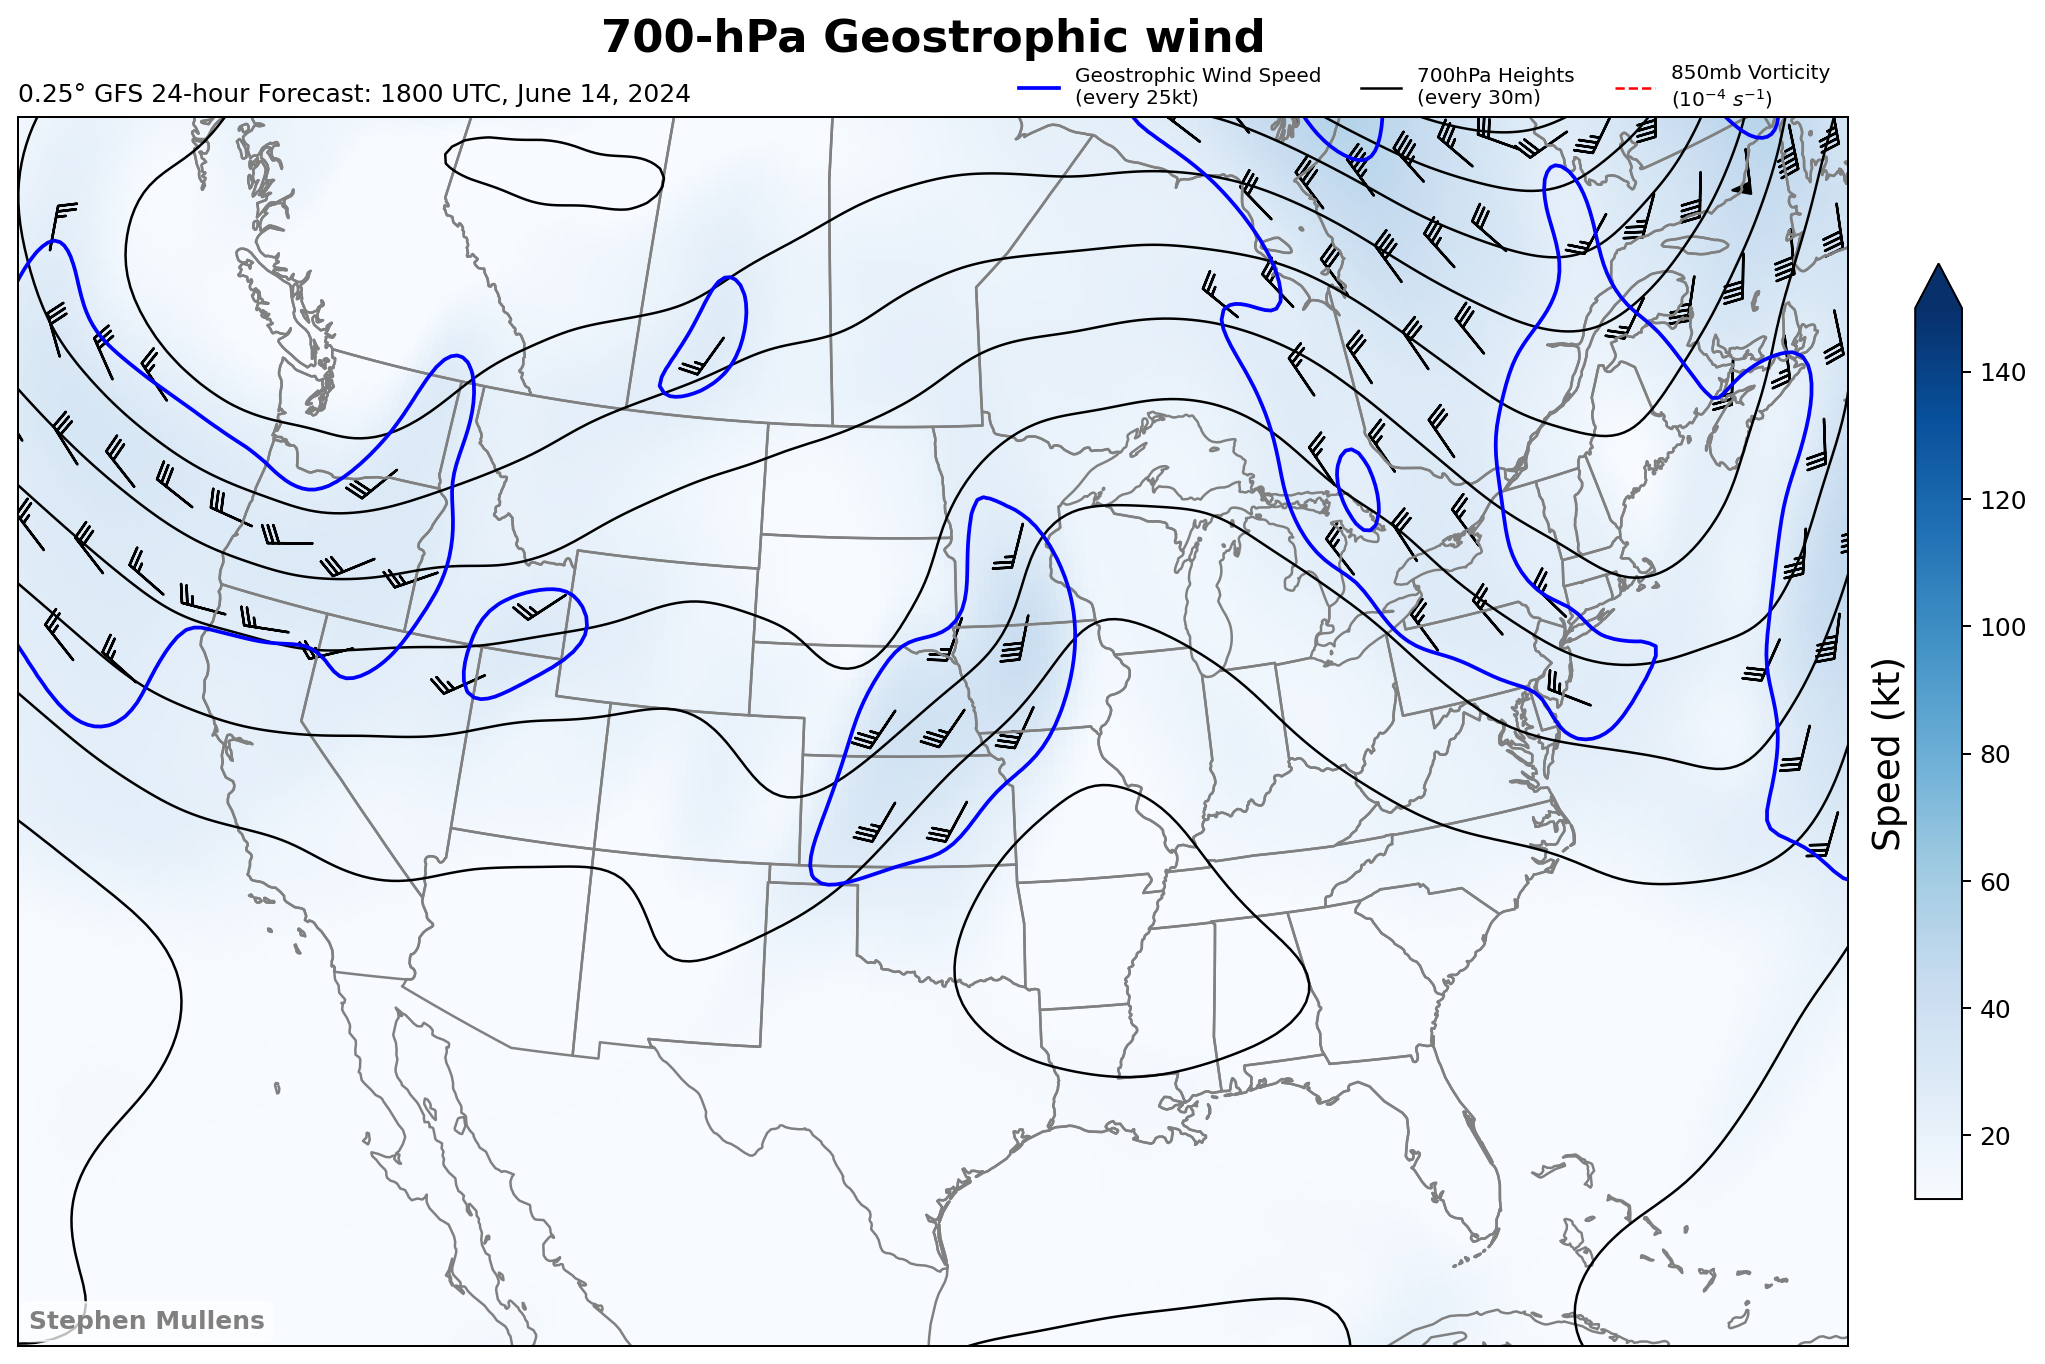 700-hPa Geostrophic wind
0.25° GFS 24-hour Forecast: 1800 UTC, June 14, 2024
Geostrophic Wind Speed
(every 25kt)
700hPa Heights
(every 30m)
850mb Vorticity
(10⁻⁴ s⁻¹)
140
120
100
80
60
40
20
Speed (kt)
Stephen Mullens